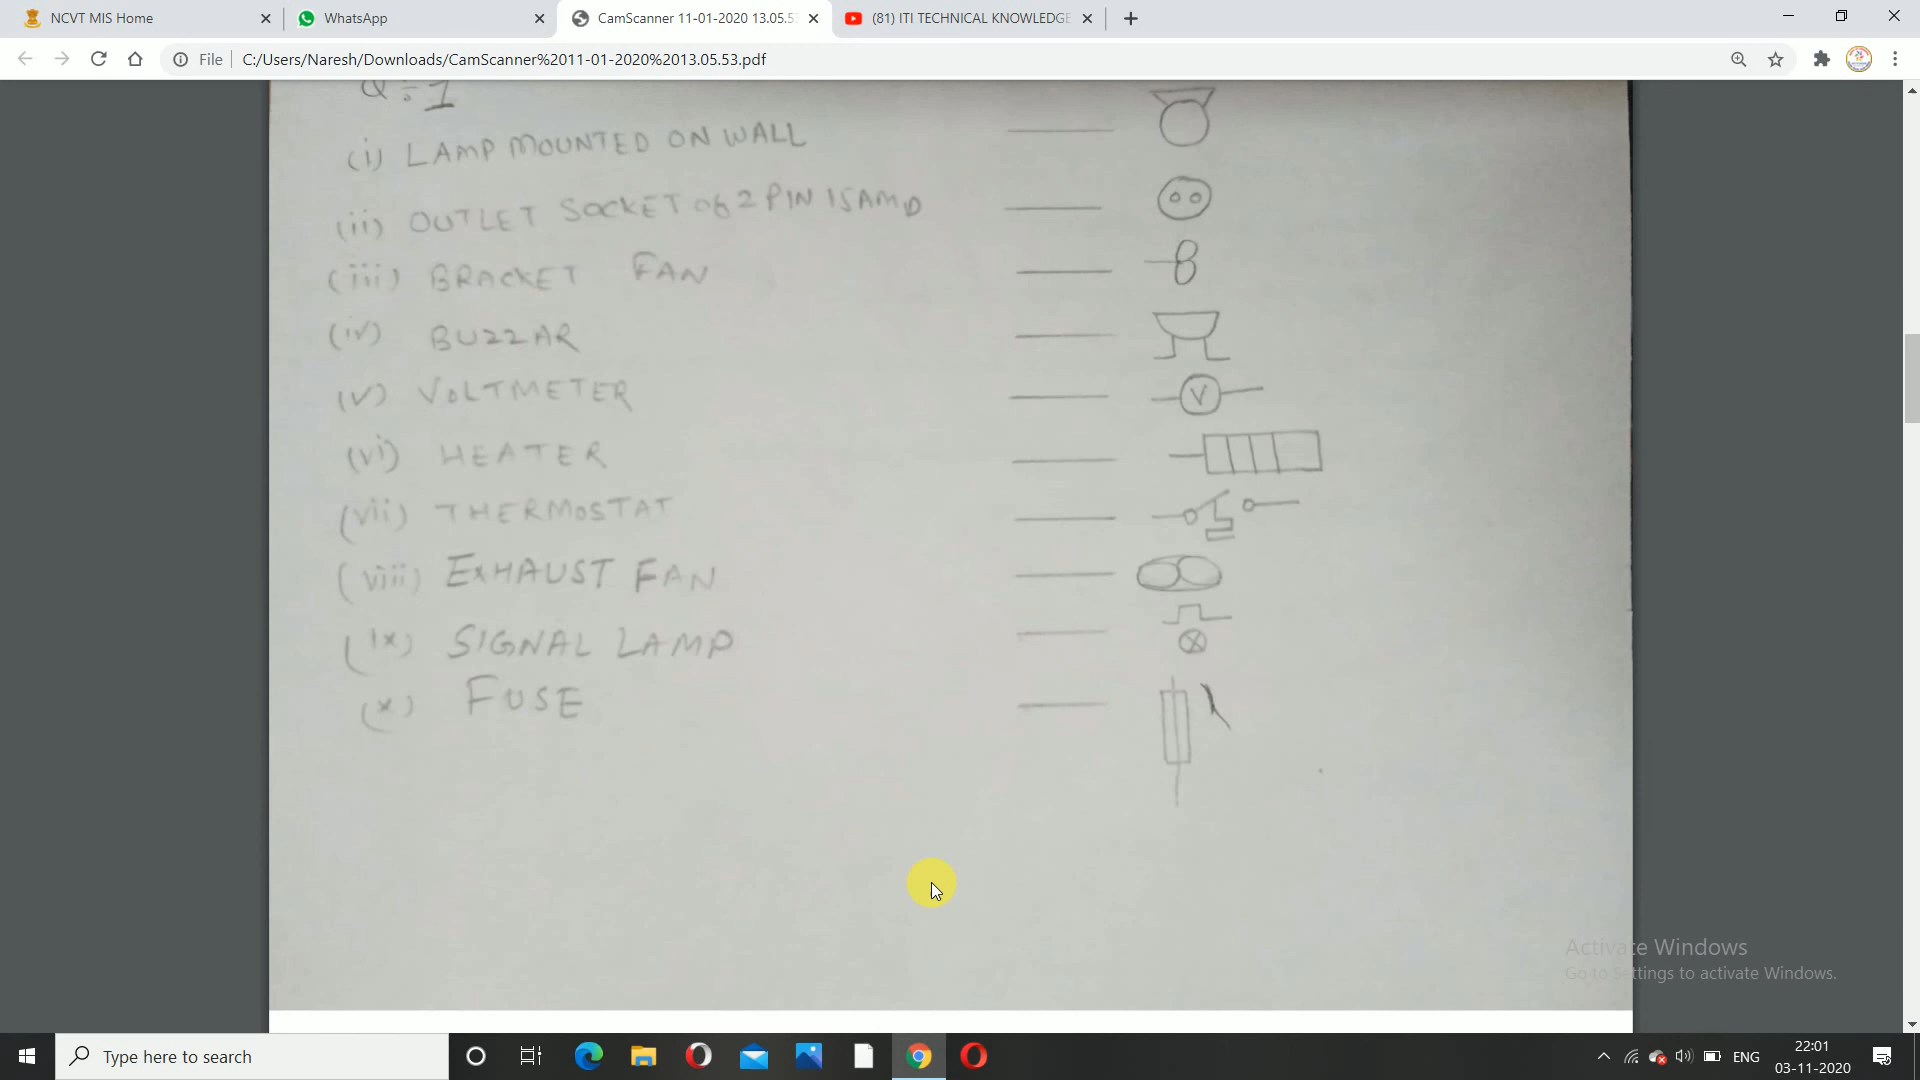 NCVT MIS Home
WhatsApp
CamScanner 11-01-2020 13.05.5
(81) ITI TECHNICAL KNOWLEDGE
File
C:/Users/Naresh/Downloads/CamScanner%2011-01-2020%2013.05.53.pdf
Q:-1
(i) LAMP MOUNTED ON WALL
(ii) OUTLET SOCKET of 2 PIN 15AMP
(iii) BRACKET FAN
(iv) BUZZAR
(v) VOLTMETER
V
(vi) HEATER
(vii) THERMOSTAT
(viii) EXHAUST FAN
(ix) SIGNAL LAMP
(x) FUSE
Activate Windows
Go to Settings to activate Windows.
Type here to search
ENG
22:01
03-11-2020